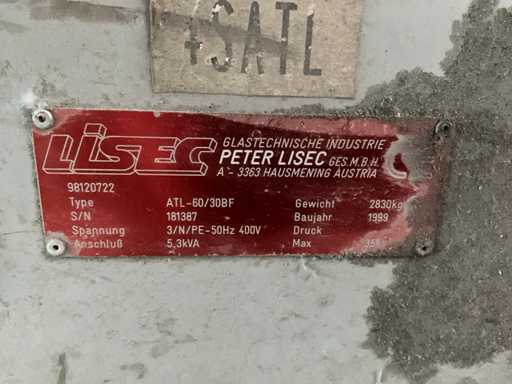 4SATL
LiSEC
GLASTECHNISCHE INDUSTRIE
PETER LISEC GES.M.B.H.
A - 3363 HAUSMENING AUSTRIA
98120722
Type ATL-60/30BF Gewicht 2830kg
S/N 181387 Baujahr 1999
Spannung 3/N/PE-50Hz 400V Druck
Anschluß 5,3kVA Max